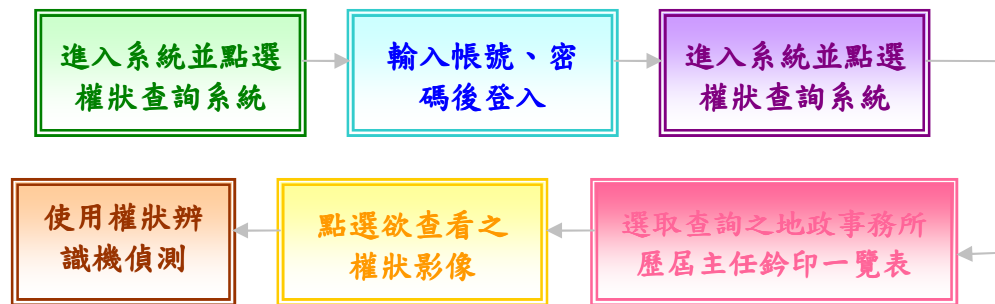 進入系統並點選
權狀查詢系統
輸入帳號、密
碼後登入
進入系統並點選
權狀查詢系統
選取查詢之地政事務所
歷屆主任鈐印一覽表
點選欲查看之
權狀影像
使用權狀辨
識機偵測